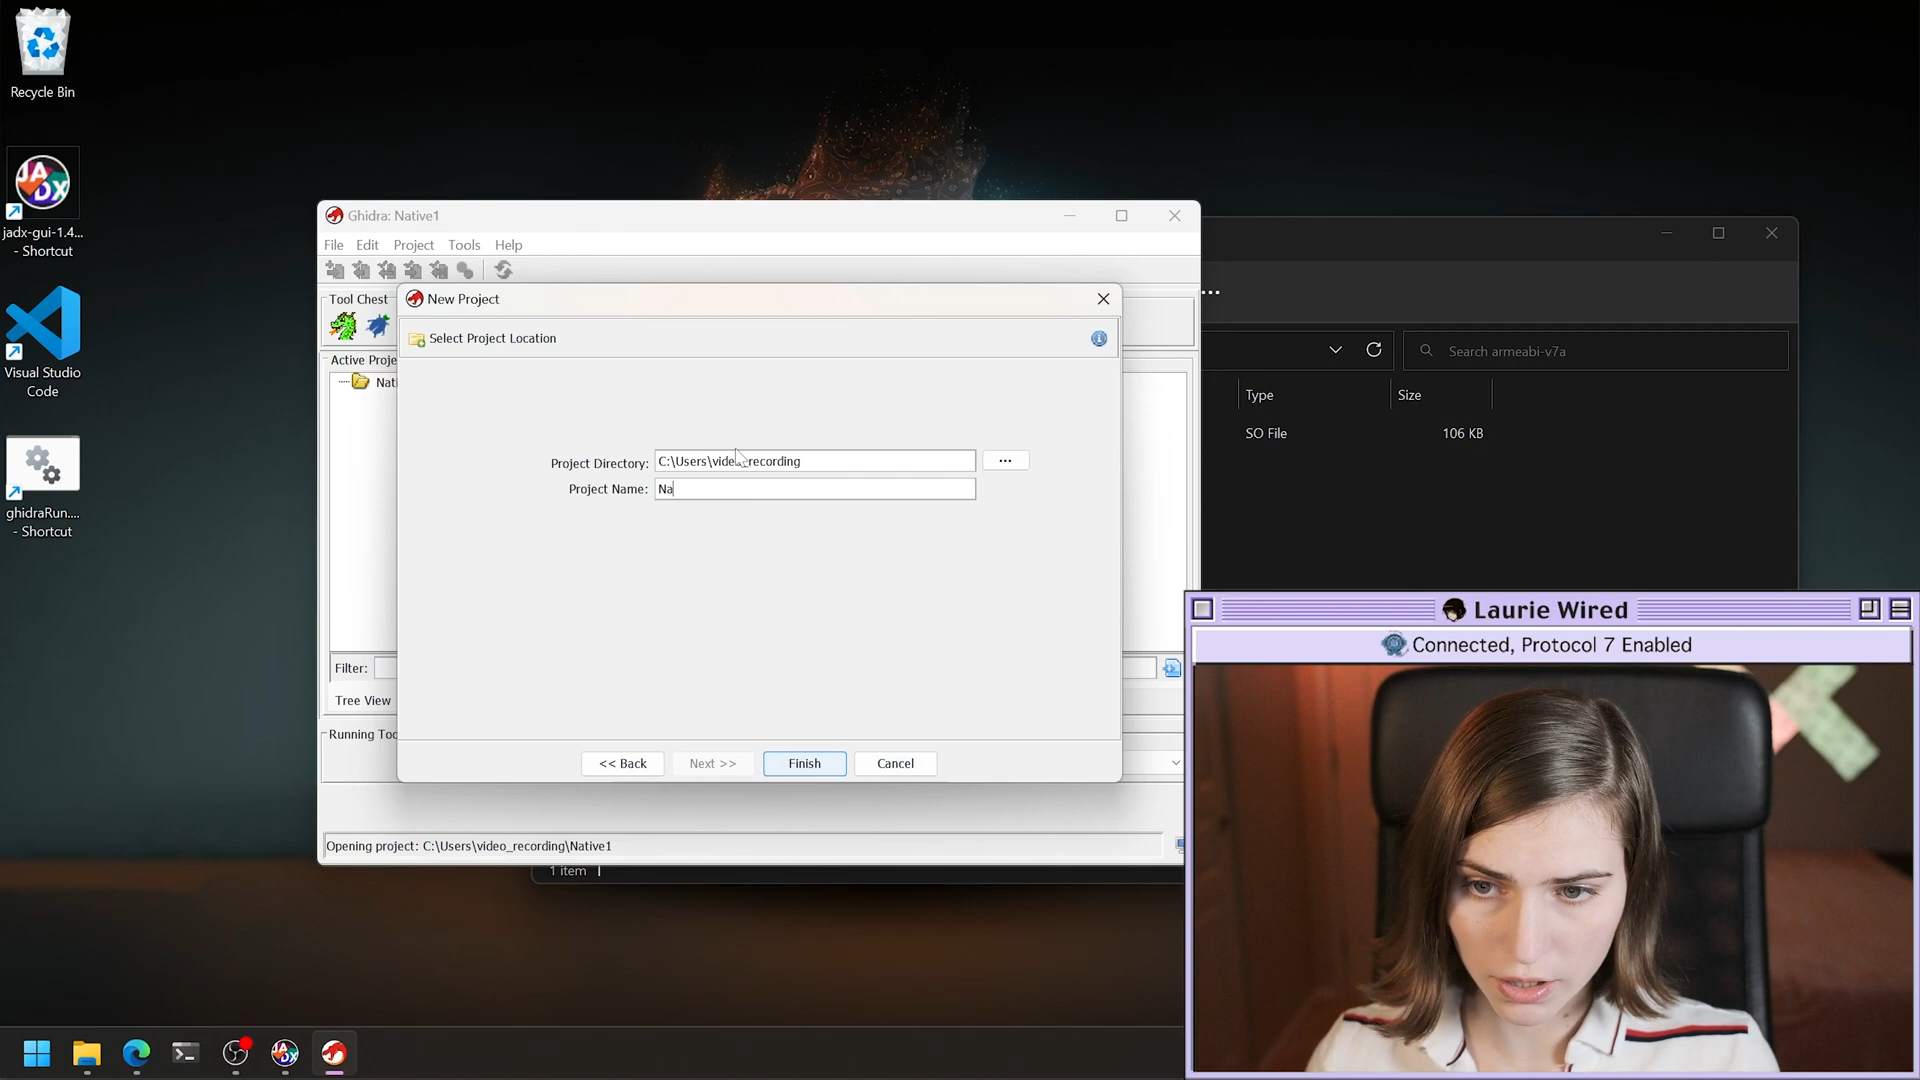 Recycle Bin
jadx-gui-1.4...
- Shortcut
Visual Studio
Code
ghidraRun....
- Shortcut
Ghidra: Native1
File Edit Project Tools Help
Tool Chest
Active Proje
Nati
New Project
Select Project Location
Project Directory: C:\Users\video_recording ...
Project Name: Na
<< Back Next >> Finish Cancel
Filter:
Tree View
Running Too
Opening project: C:\Users\video_recording\Native1
...
Search armeabi-v7a
Type Size
SO File 106 KB
1 item
Laurie Wired
Connected, Protocol 7 Enabled
JADX